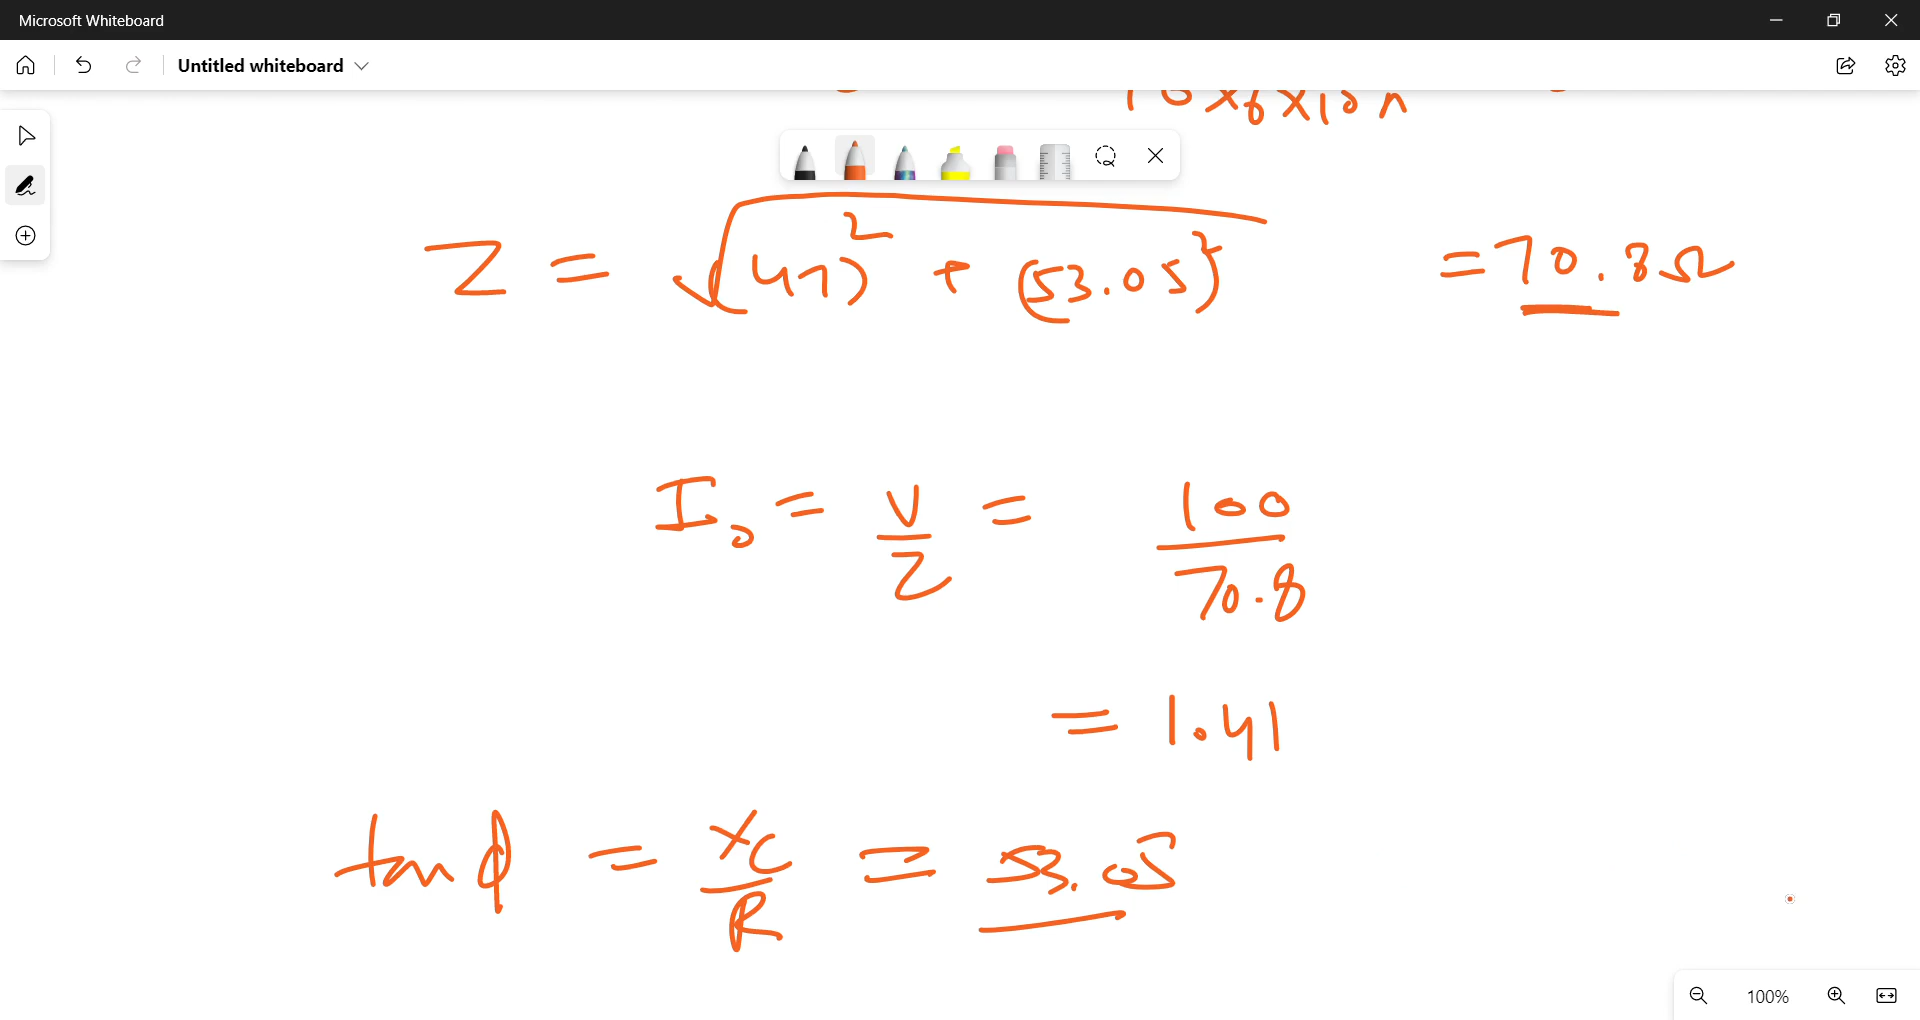 Microsoft Whiteboard
Untitled whiteboard
Z = √(47)² + (53.05)² = 70.8Ω
I₀ = V/Z = 100/70.8
= 1.41
tan ϕ = Xc/R = 53.05
100%